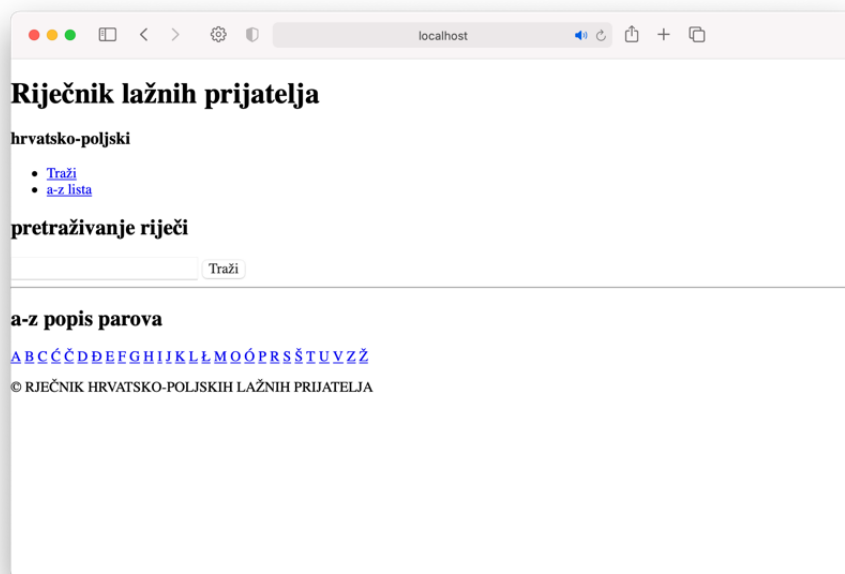 localhost
Riječnik lažnih prijatelja
hrvatsko-poljski
Traži
a-z lista
pretraživanje riječi
Traži
a-z popis parova
A B C Ć Č D Đ E F G H I J K L Ł M O Ó P R S Š T U V Z Ž
© RJEČNIK HRVATSKO-POLJSKIH LAŽNIH PRIJATELJA